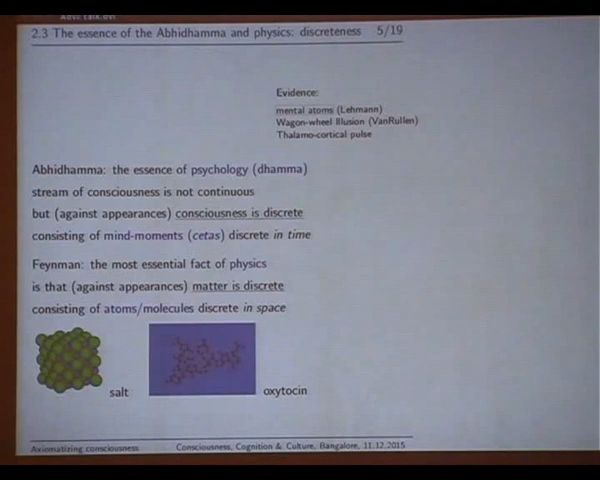 2.3 The essence of the Abhidhamma and physics: discreteness 5/19
Evidence:
mental atoms (Lehmann)
Wagon-wheel Illusion (VanRullen)
Thalamo-cortical pulse
Abhidhamma: the essence of psychology (dhamma)
stream of consciousness is not continuous
but (against appearances) consciousness is discrete
consisting of mind-moments (cetas) discrete in time
Feynman: the most essential fact of physics
is that (against appearances) matter is discrete
consisting of atoms/molecules discrete in space
salt
oxytocin
Axiomatizing consciousness Consciousness, Cognition & Culture, Bangalore, 11.12.2015